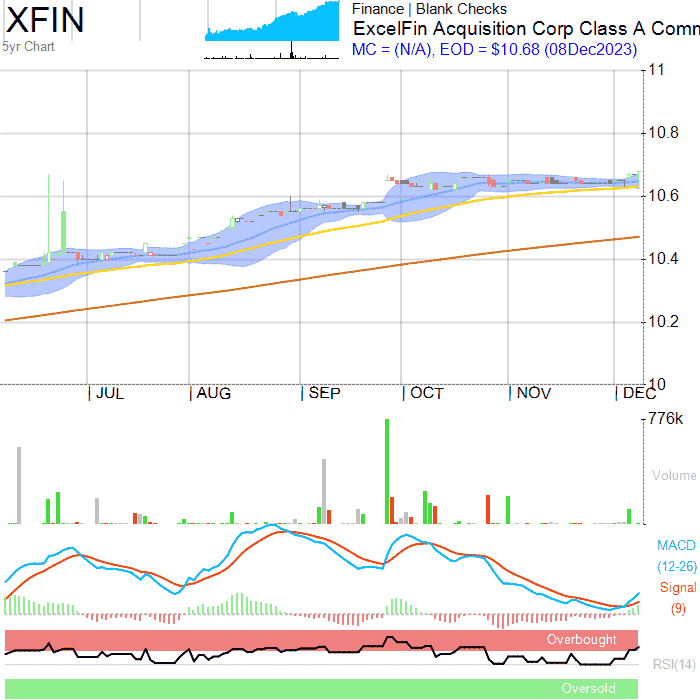 XFIN
5yr Chart
Finance | Blank Checks
ExcelFin Acquisition Corp Class A Comm
MC = (N/A), EOD = $10.68 (08Dec2023)
11
10.8
10.6
10.4
10.2
10
JUL
AUG
SEP
OCT
NOV
DEC
776k
Volume
MACD
(12-26)
Signal
(9)
Overbought
RSI(14)
Oversold